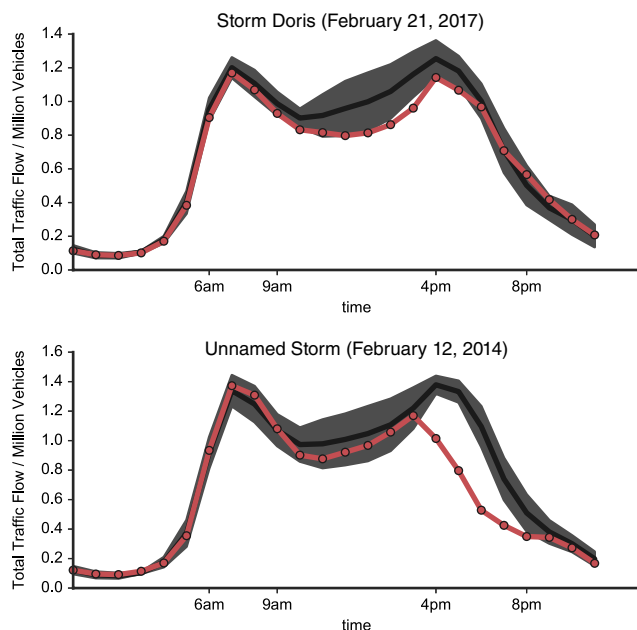 Storm Doris (February 21, 2017)
Total Traffic Flow / Million Vehicles
1.4
1.2
1.0
0.8
0.6
0.4
0.2
0.0
6am 9am 4pm 8pm
time
Unnamed Storm (February 12, 2014)
Total Traffic Flow / Million Vehicles
1.6
1.4
1.2
1.0
0.8
0.6
0.4
0.2
0.0
6am 9am 4pm 8pm
time